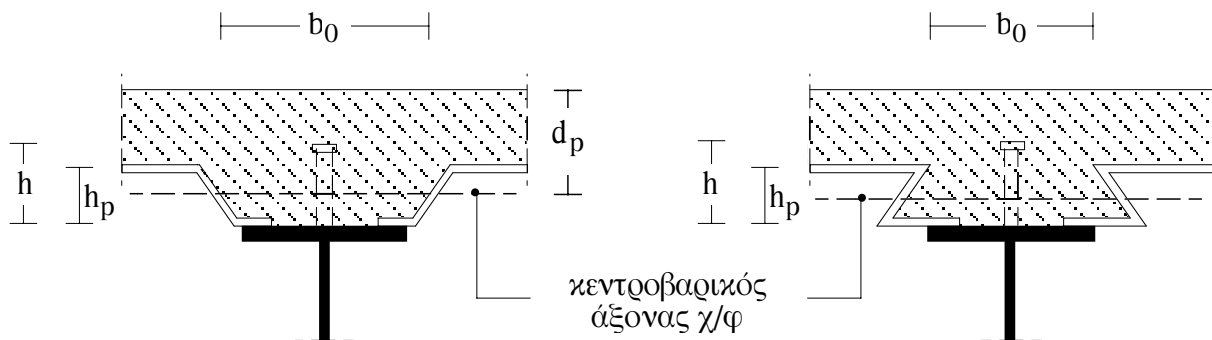 b₀
b₀
dₚ
h
hₚ
h
hₚ
κεντροβαρικός
άξονας χ/φ